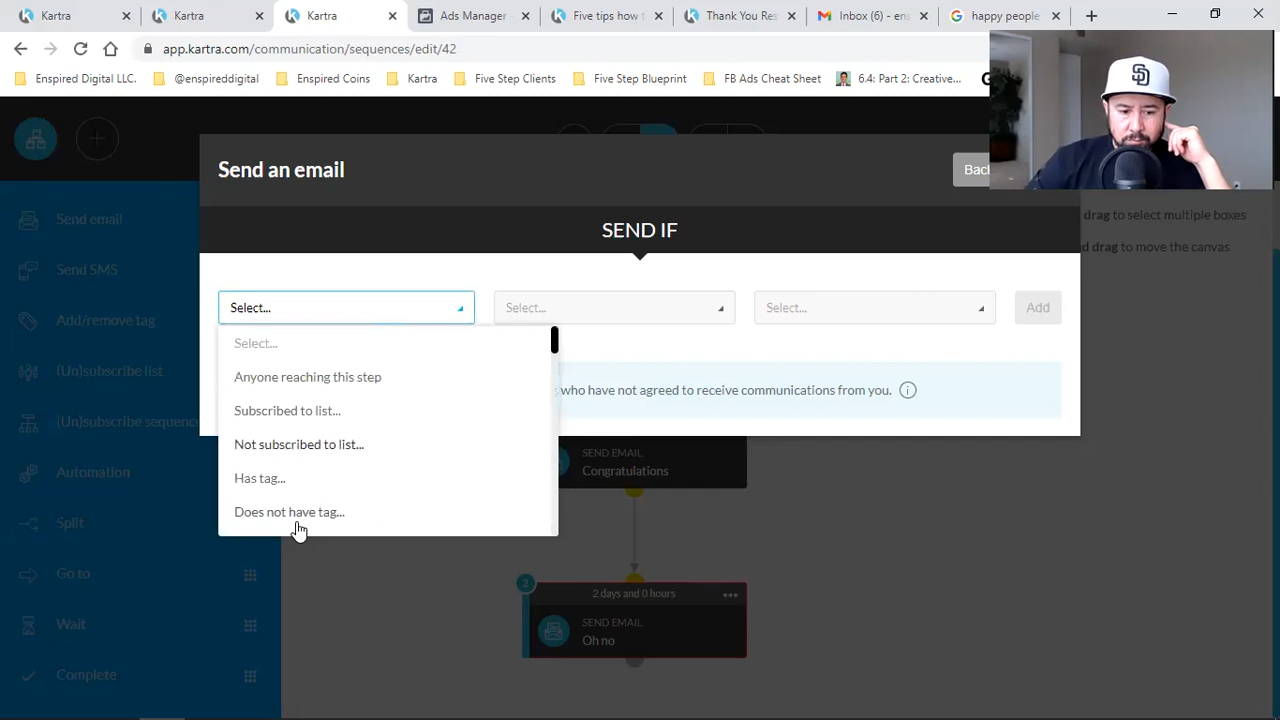 Kartra
Kartra
Kartra
Ads Manager -
Five tips how t
Thank You Res
Inbox (6) - ens
happy people
app.kartra.com/communication/sequences/edit/42
Enspired Digital LLC.
@enspireddigital
Enspired Coins
Kartra
Five Step Clients
Five Step Blueprint
FB Ads Cheat Sheet
6.4: Part 2: Creative...
G
SD
Send an email
Back
SEND IF
drag to select multiple boxes
d drag to move the canvas
Send email
Send SMS
Add/remove tag
(Un)subscribe list
(Un)subscribe sequenc
Automation
Split
Go to
Wait
Complete
Select...
Select...
Select...
Add
Select...
Anyone reaching this step
Subscribed to list...
Not subscribed to list...
Has tag...
Does not have tag...
who have not agreed to receive communications from you.
SEND EMAIL
Congratulations
2
2 days and 0 hours
SEND EMAIL
Oh no